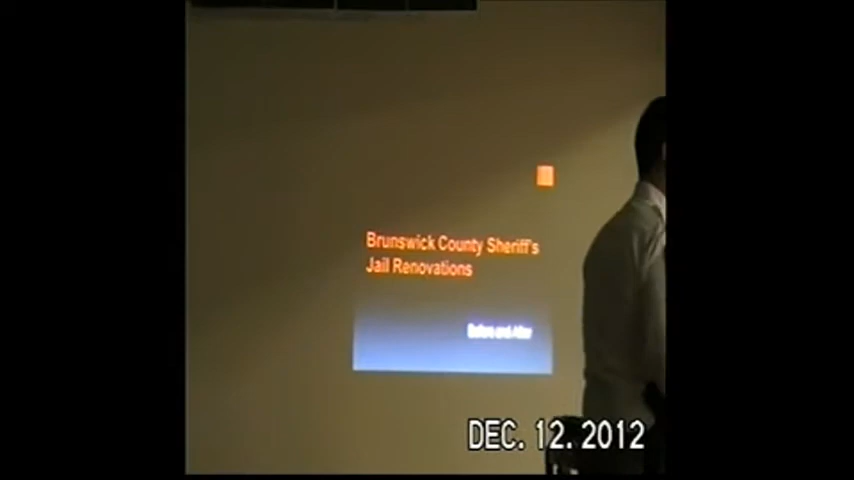 Brunswick County Sheriff's
Jail Renovations
Before and After
DEC. 12. 2012